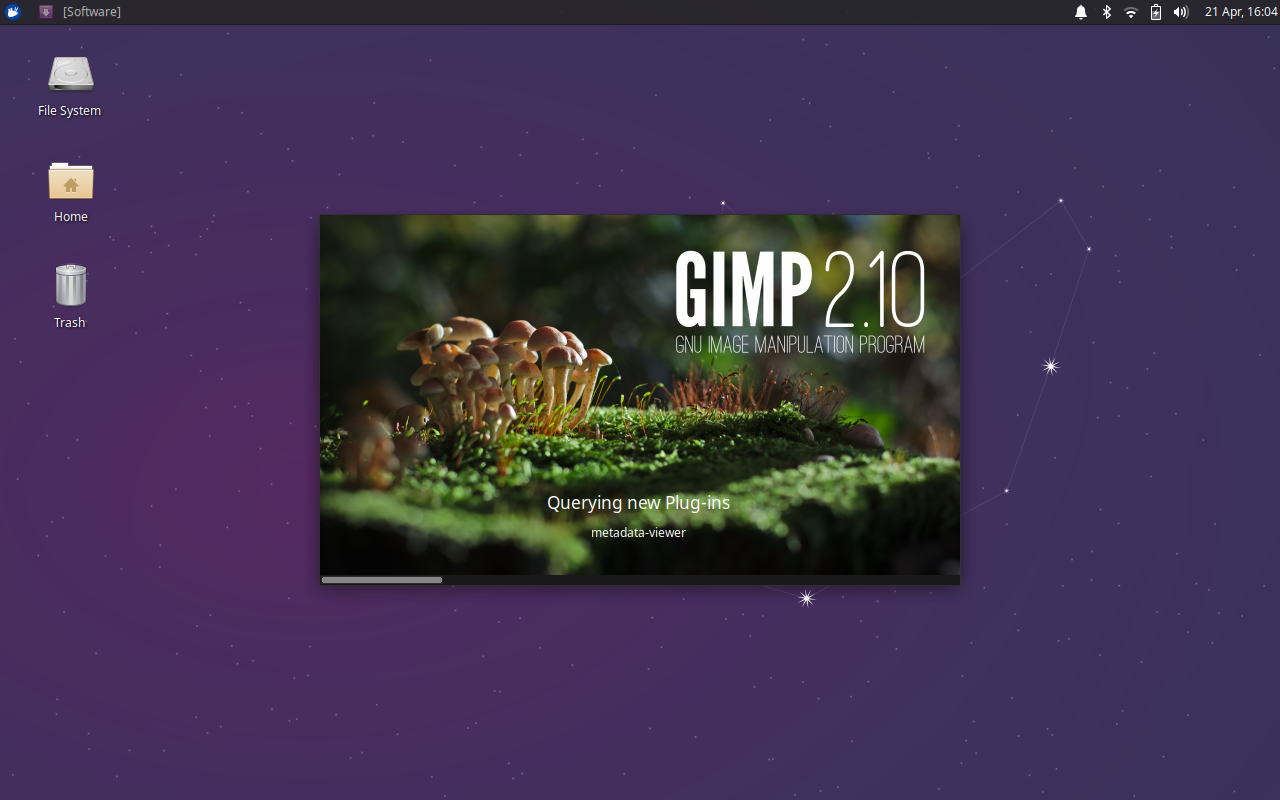 [Software]
21 Apr, 16:04
File System
Home
Trash
GIMP 2.10
GNU IMAGE MANIPULATION PROGRAM
Querying new Plug-ins
metadata-viewer